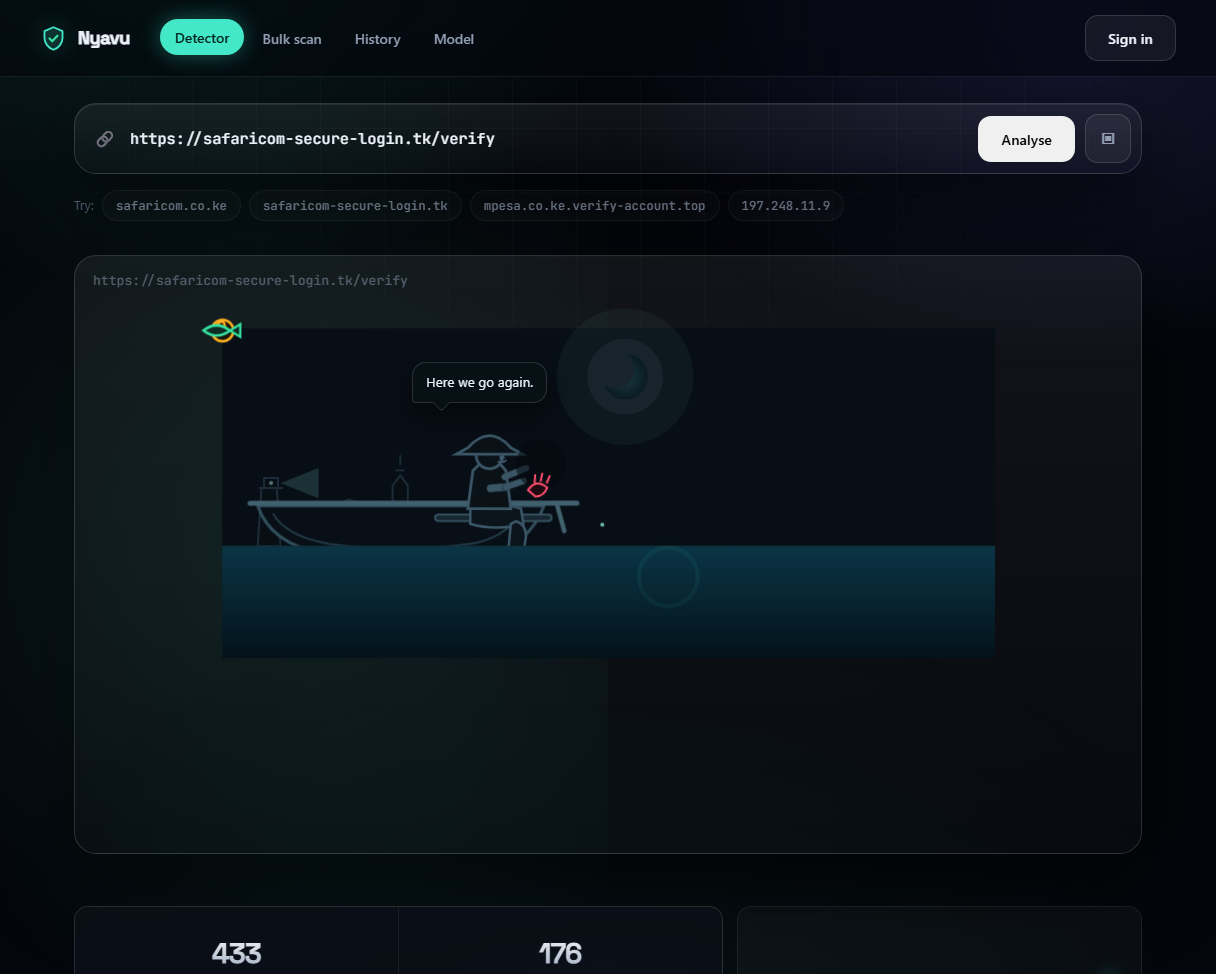 Nyavu
Detector
Bulk scan
History
Model
Sign in
https://safaricom-secure-login.tk/verify
Analyse
Try:
safaricom.co.ke
safaricom-secure-login.tk
mpesa.co.ke.verify-account.top
197.248.11.9
https://safaricom-secure-login.tk/verify
Here we go again.
433
176